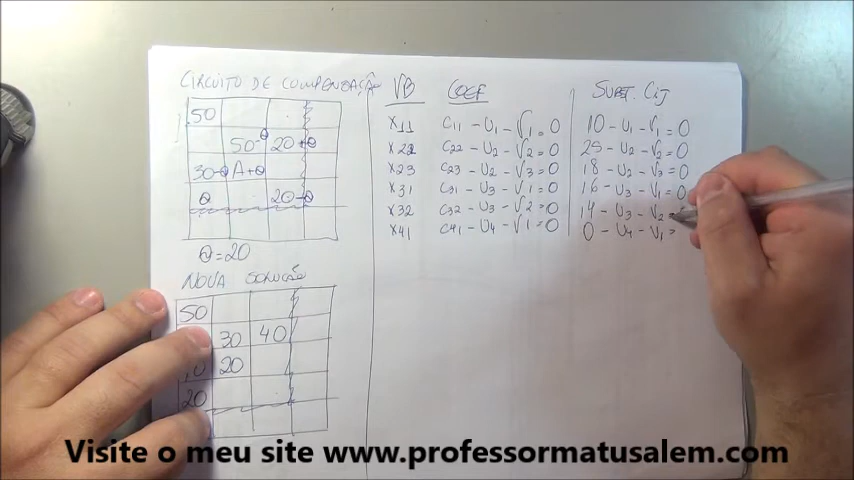 CIRCUITO DE COMPENSAÇÃO
50
50-θ 20+θ
30-θ A+θ
θ 20-θ
θ=20
NOVA SOLUÇÃO
50
30 40
10 20
20
VB COEF SUBST. CIJ
X11 C11 - U1 - V1 = 0 10 - U1 - V1 = 0
X22 C22 - U2 - V2 = 0 25 - U2 - V2 = 0
X23 C23 - U2 - V3 = 0 18 - U2 - V3 = 0
X31 C31 - U3 - V1 = 0 16 - U3 - V1 = 0
X32 C32 - U3 - V2 = 0 14 - U3 - V2
X41 C41 - U4 - V1 = 0 0 - U4 - V1 =
Visite o meu site www.professormatusalem.com